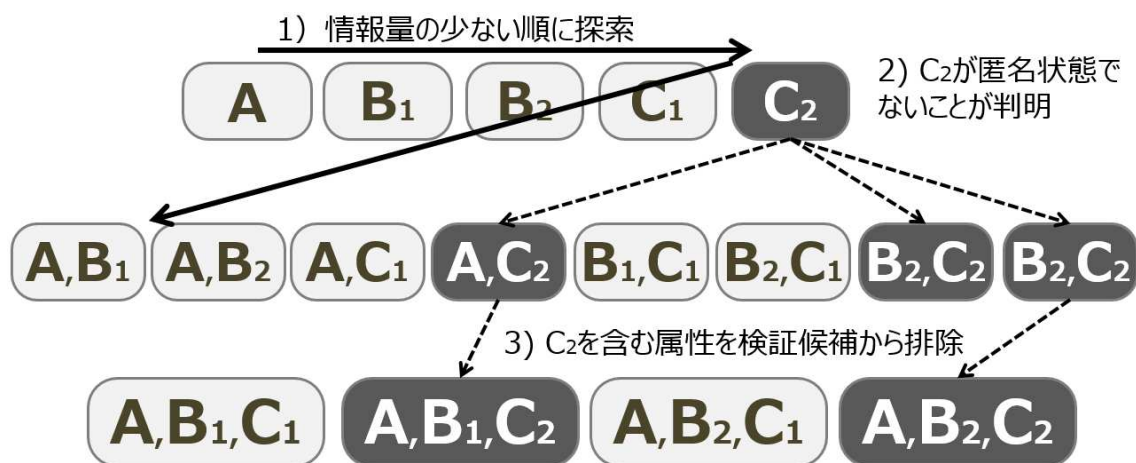 1) 情報量の少ない順に探索
A B₁ B₂ C₁ C₂
2) C₂が匿名状態で
ないことが判明
A,B₁ A,B₂ A,C₁ A,C₂ B₁,C₁ B₂,C₁ B₂,C₂ B₂,C₂
3) C₂を含む属性を検証候補から排除
A,B₁,C₁ A,B₁,C₂ A,B₂,C₁ A,B₂,C₂